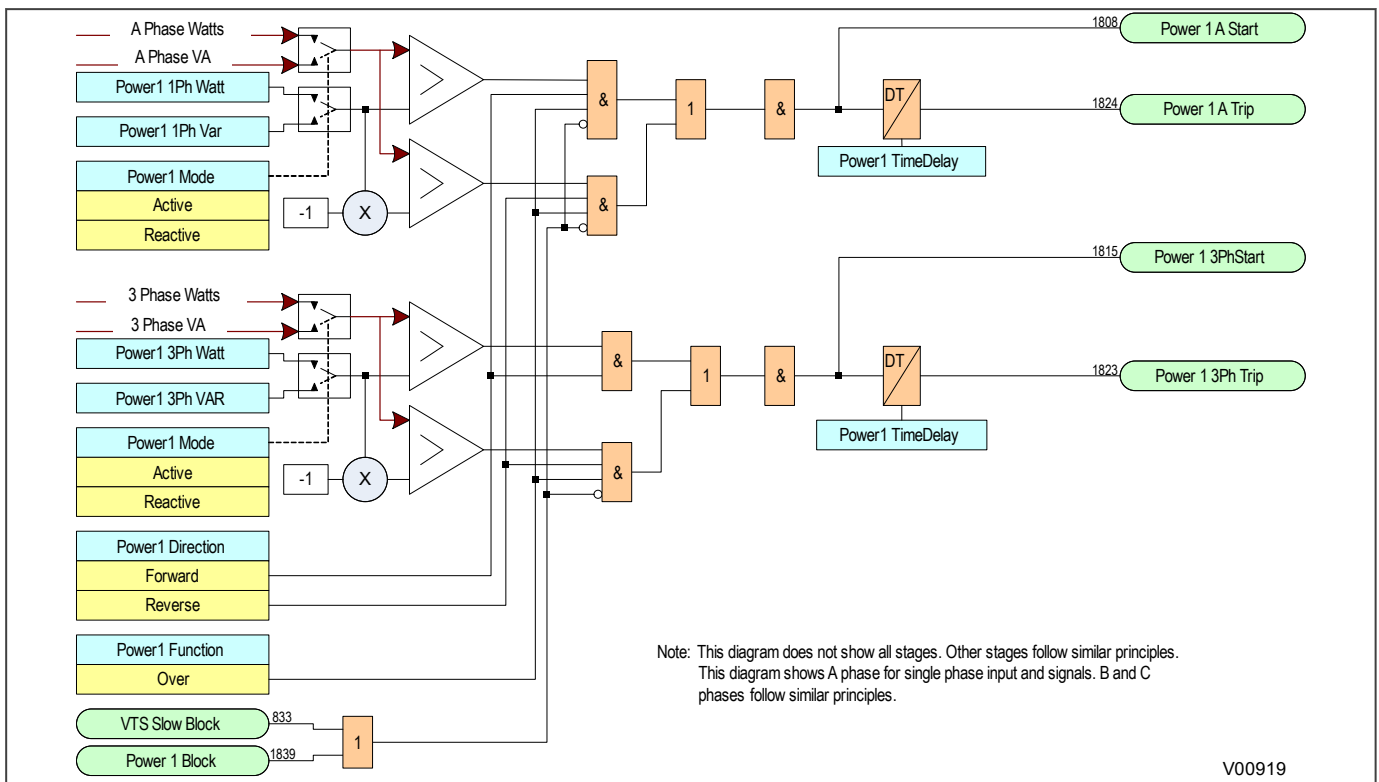 A Phase Watts
A Phase VA
Power1 1Ph Watt
Power1 1Ph Var
Power1 Mode
Active
Reactive
-1
X
>
>
&
&
1
&
DT
Power1 TimeDelay
1808
Power 1 A Start
1824
Power 1 A Trip
3 Phase Watts
3 Phase VA
Power1 3Ph Watt
Power1 3Ph VAR
Power1 Mode
Active
Reactive
-1
X
>
>
&
&
1
&
DT
Power1 TimeDelay
1815
Power 1 3PhStart
1823
Power 1 3Ph Trip
Power1 Direction
Forward
Reverse
Power1 Function
Over
VTS Slow Block
833
Power 1 Block
1839
1
Note: This diagram does not show all stages. Other stages follow similar principles.
This diagram shows A phase for single phase input and signals. B and C
phases follow similar principles.
V00919